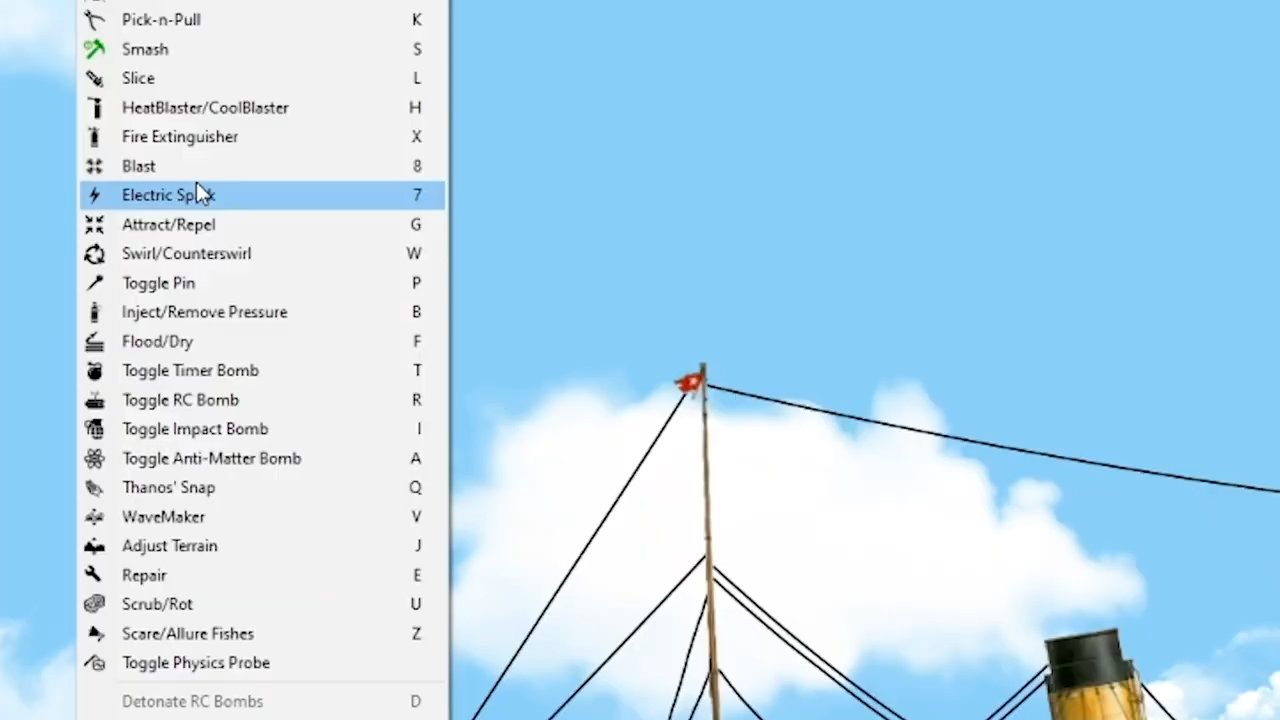 Pick-n-Pull K
Smash S
Slice L
HeatBlaster/CoolBlaster H
Fire Extinguisher X
Blast 8
Electric Spark 7
Attract/Repel G
Swirl/Counterswirl W
Toggle Pin P
Inject/Remove Pressure B
Flood/Dry F
Toggle Timer Bomb T
Toggle RC Bomb R
Toggle Impact Bomb I
Toggle Anti-Matter Bomb A
Thanos' Snap Q
WaveMaker V
Adjust Terrain J
Repair E
Scrub/Rot U
Scare/Allure Fishes Z
Toggle Physics Probe
Detonate RC Bombs D